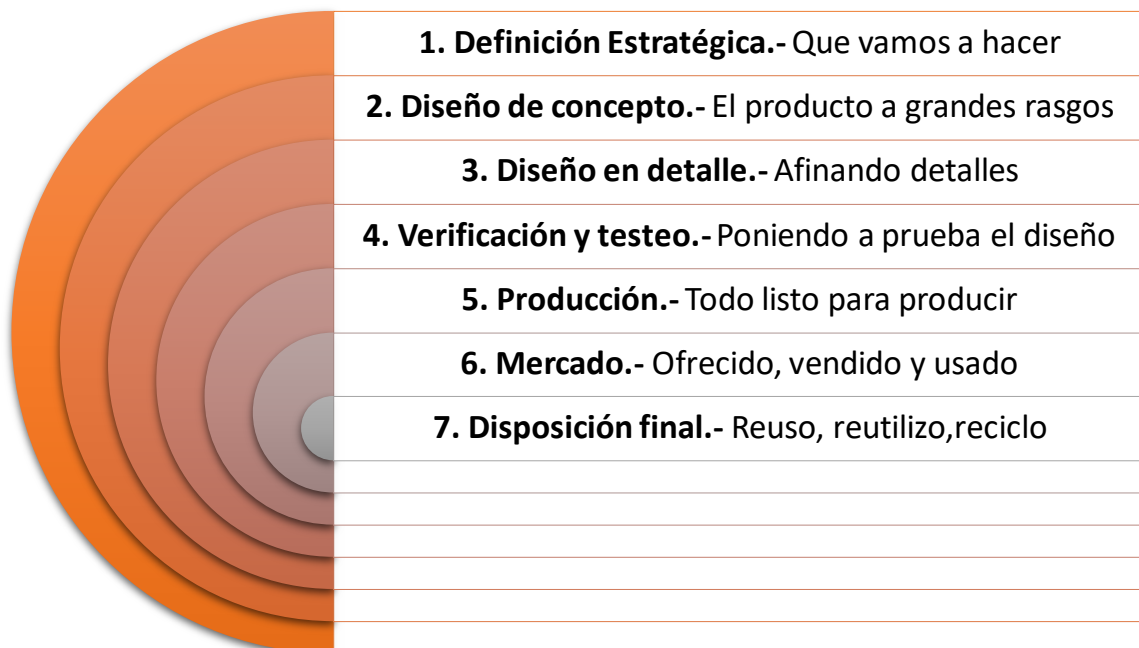 1. Definición Estratégica.- Que vamos a hacer
2. Diseño de concepto.- El producto a grandes rasgos
3. Diseño en detalle.- Afinando detalles
4. Verificación y testeo.- Poniendo a prueba el diseño
5. Producción.- Todo listo para producir
6. Mercado.- Ofrecido, vendido y usado
7. Disposición final.- Reuso, reutilizo,reciclo